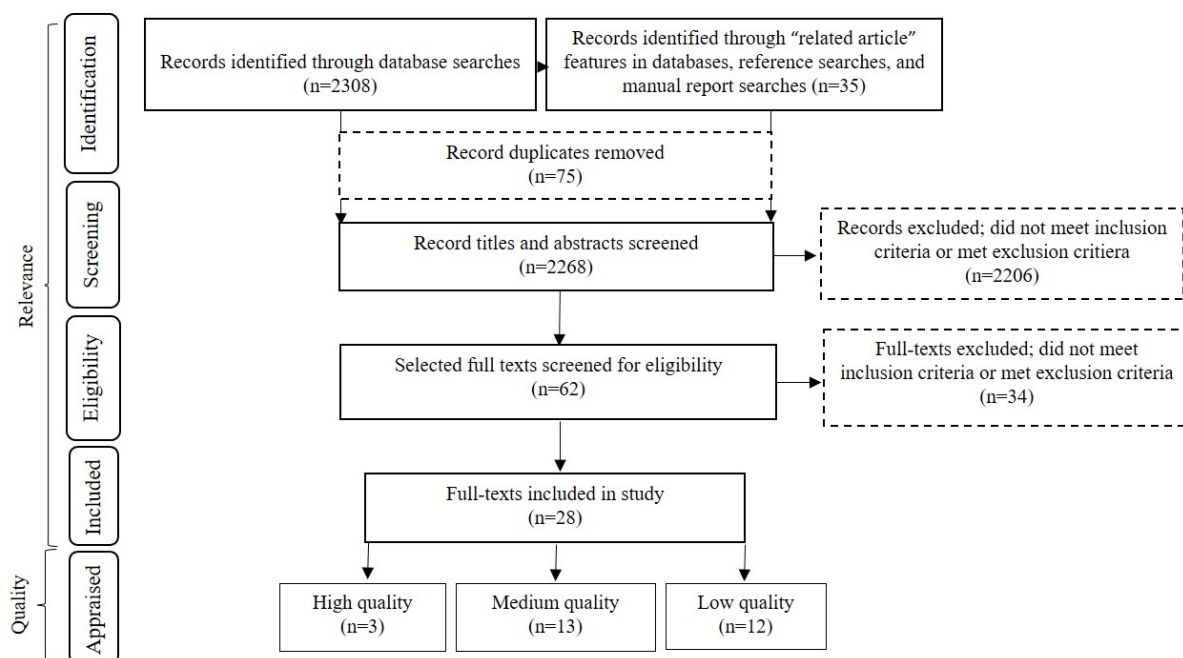 Relevance
Quality
Identification
Screening
Eligibility
Included
Appraised
Records identified through database searches
(n=2308)
Records identified through “related article”
features in databases, reference searches, and
manual report searches (n=35)
Record duplicates removed
(n=75)
Record titles and abstracts screened
(n=2268)
Records excluded; did not meet inclusion
criteria or met exclusion critiera
(n=2206)
Selected full texts screened for eligibility
(n=62)
Full-texts excluded; did not meet
inclusion criteria or met exclusion criteria
(n=34)
Full-texts included in study
(n=28)
High quality
(n=3)
Medium quality
(n=13)
Low quality
(n=12)